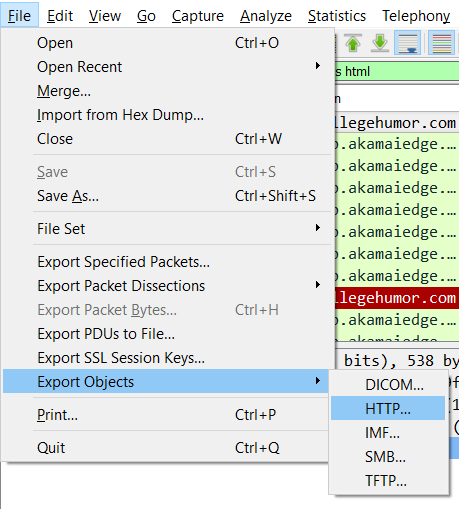 File Edit View Go Capture Analyze Statistics Telephony
Open Ctrl+O
Open Recent
Merge...
Import from Hex Dump...
Close Ctrl+W
Save Ctrl+S
Save As... Ctrl+Shift+S
File Set
Export Specified Packets...
Export Packet Dissections
Export Packet Bytes... Ctrl+H
Export PDUs to File...
Export SSL Session Keys...
Export Objects
Print... Ctrl+P
Quit Ctrl+Q
s html
n
llegehumor.com
.akamaiedge....
.akamaiedge....
.akamaiedge....
.akamaiedge....
.akamaiedge....
.akamaiedge....
.akamaiedge....
llegehumor.com
.akamaiedge....
bits), 538 by
DICOM...
HTTP...
IMF...
SMB...
TFTP...